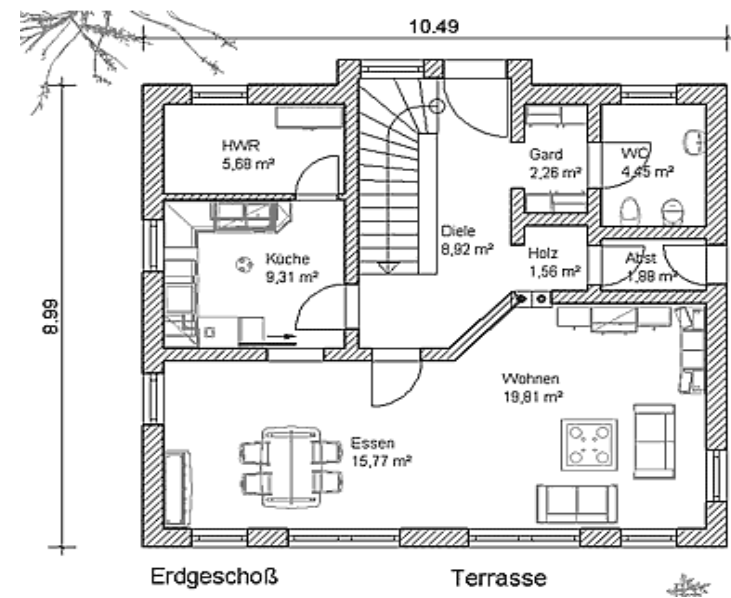 10.49
8.99
HWR
5,68 m²
Gard
2,26 m²
WC
4,45 m²
Diele
8,92 m²
Küche
9,31 m²
Holz
1,56 m²
Abst
1,88 m²
Wohnen
19,81 m²
Essen
15,77 m²
Erdgeschoß
Terrasse